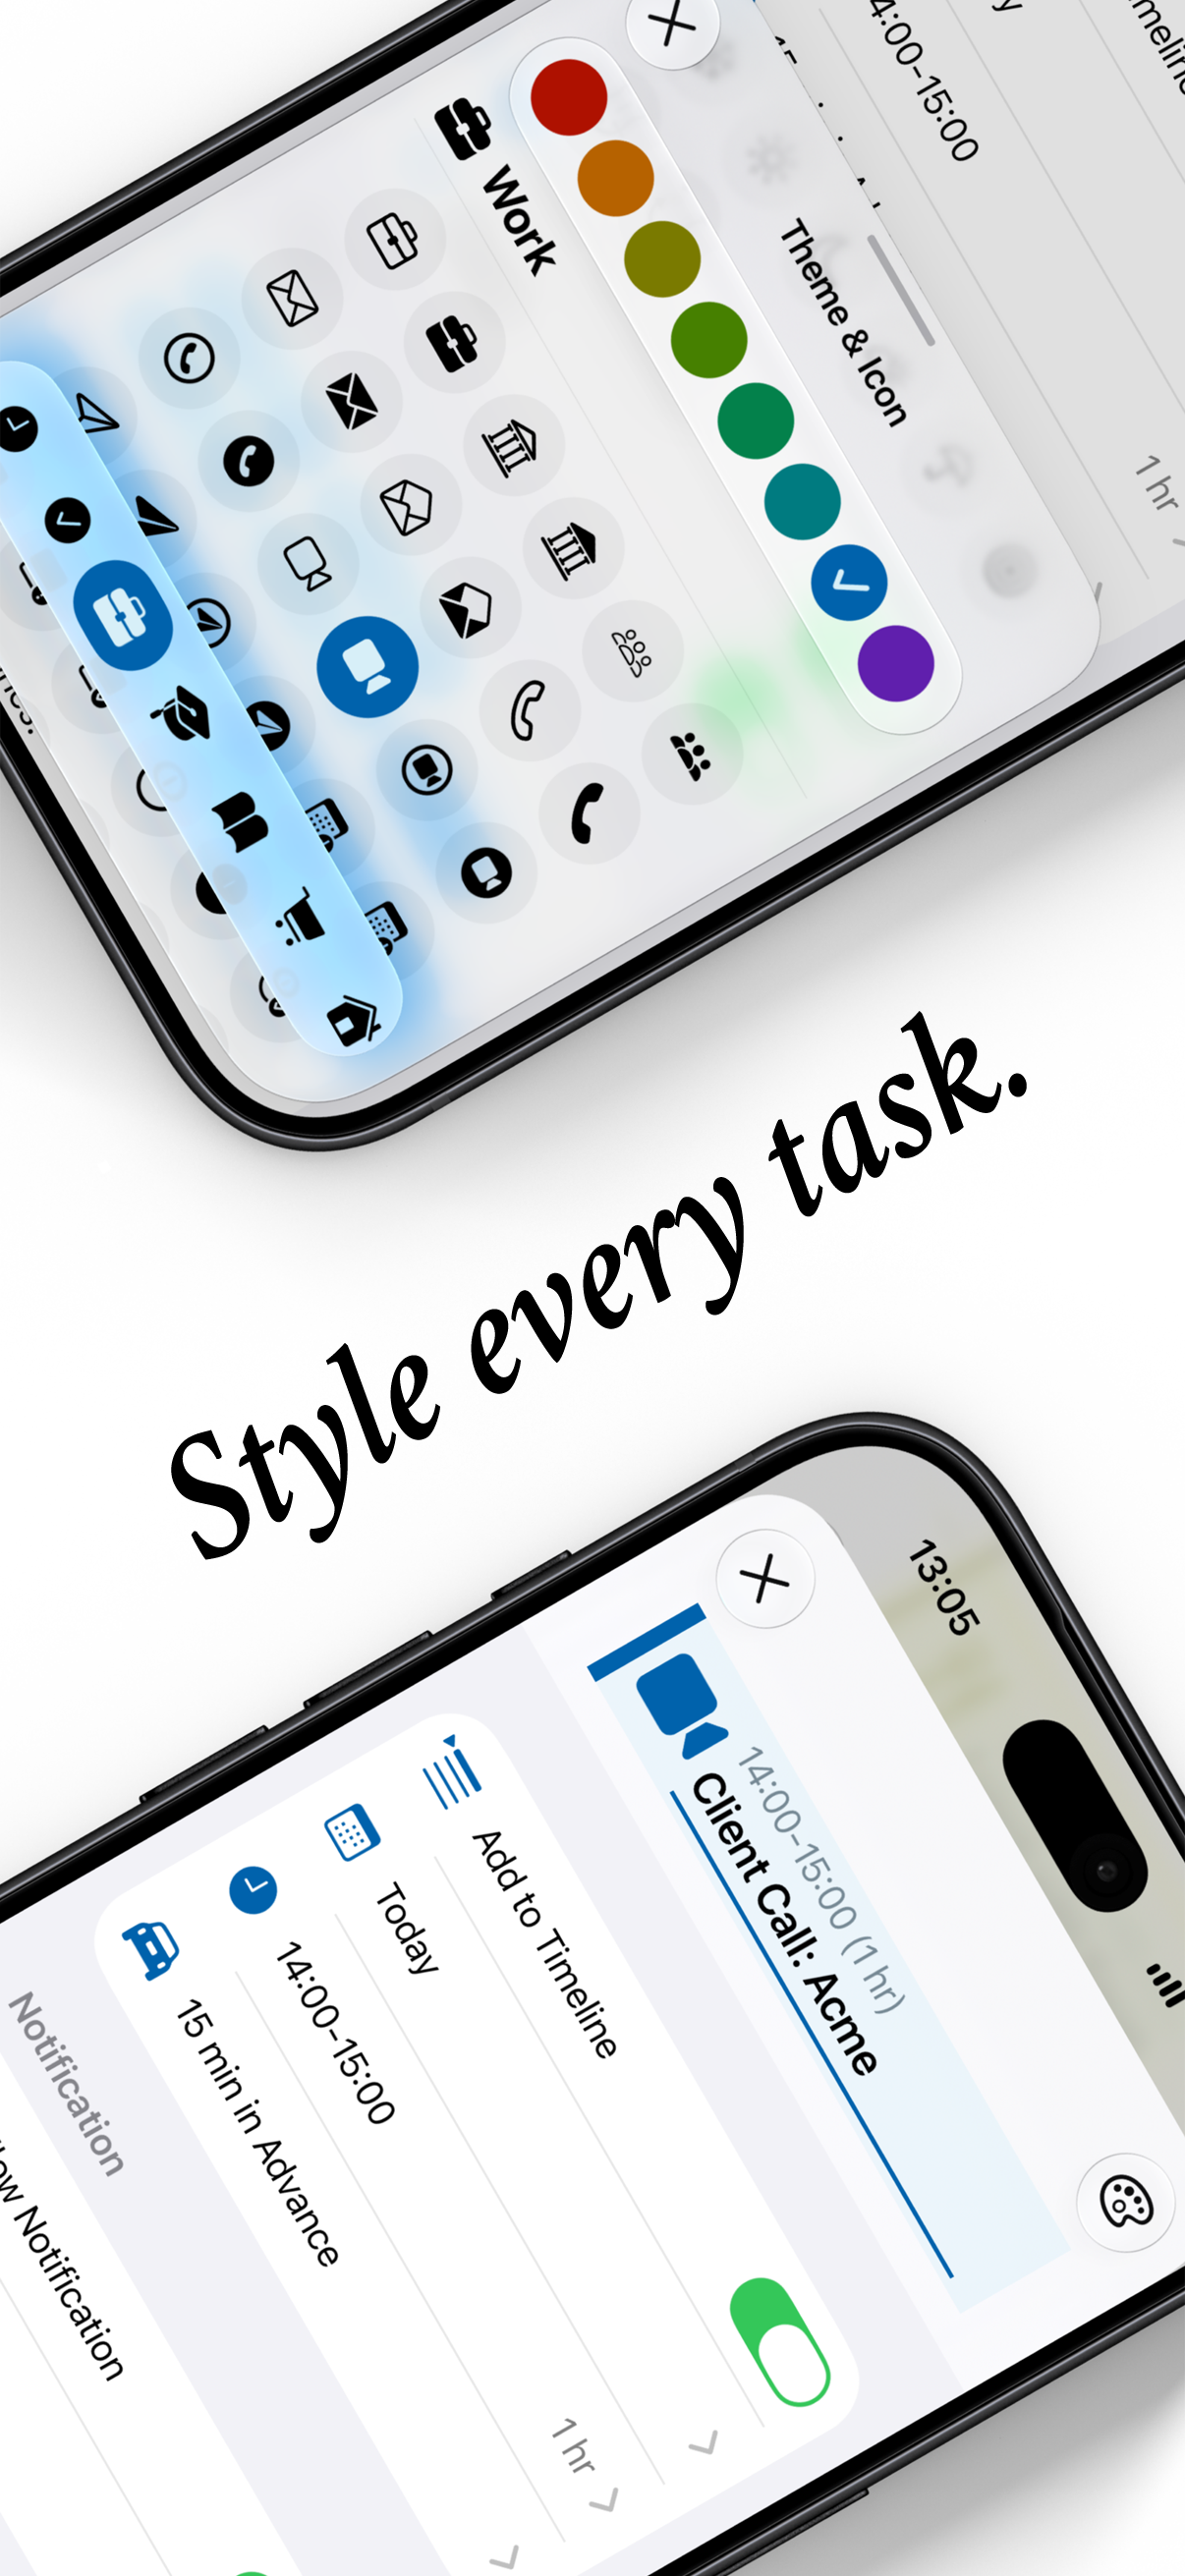 14:00-15:00
1 hr
Theme & Icon
Work
Style every task.
13:05
14:00-15:00 (1 hr)
Client Call: Acme
Add to Timeline
Today
14:00-15:00
1 hr
15 min in Advance
Notification
Notification